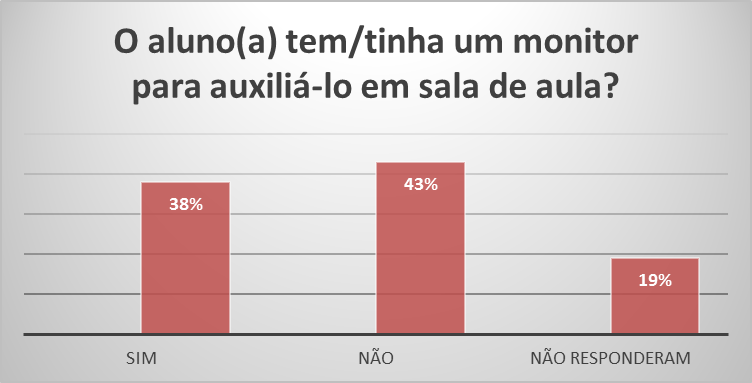 O aluno(a) tem/tinha um monitor
para auxiliá-lo em sala de aula?
38%
43%
19%
SIM
NÃO
NÃO RESPONDERAM